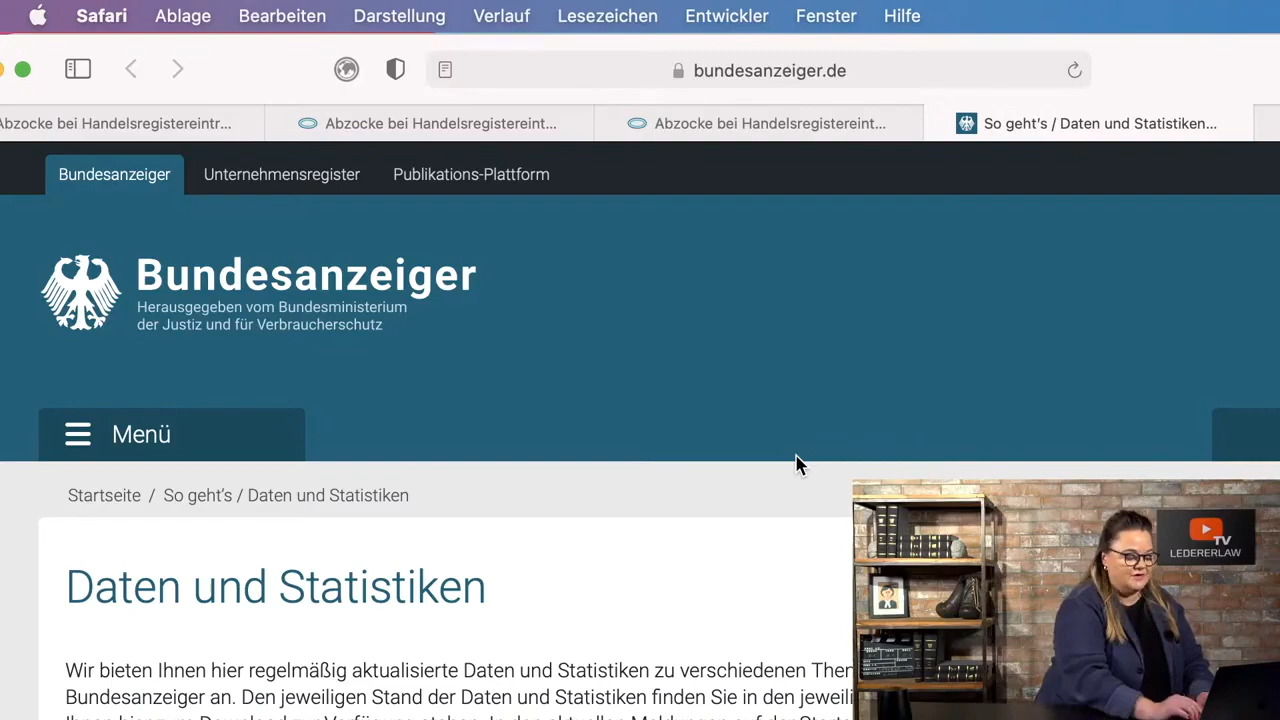 Safari Ablage Bearbeiten Darstellung Verlauf Lesezeichen Entwickler Fenster Hilfe
bundesanzeiger.de
Abzocke bei Handelsregistereintr... Abzocke bei Handelsregistereint... Abzocke bei Handelsregistereint... So geht's / Daten und Statistiken...
Bundesanzeiger Unternehmensregister Publikations-Plattform
Bundesanzeiger
Herausgegeben vom Bundesministerium
der Justiz und für Verbraucherschutz
Menü
Startseite / So geht's / Daten und Statistiken
Daten und Statistiken
Wir bieten Ihnen hier regelmäßig aktualisierte Daten und Statistiken zu verschiedenen Them
Bundesanzeiger an. Den jeweiligen Stand der Daten und Statistiken finden Sie in den jeweili
TV
LEDERERLAW